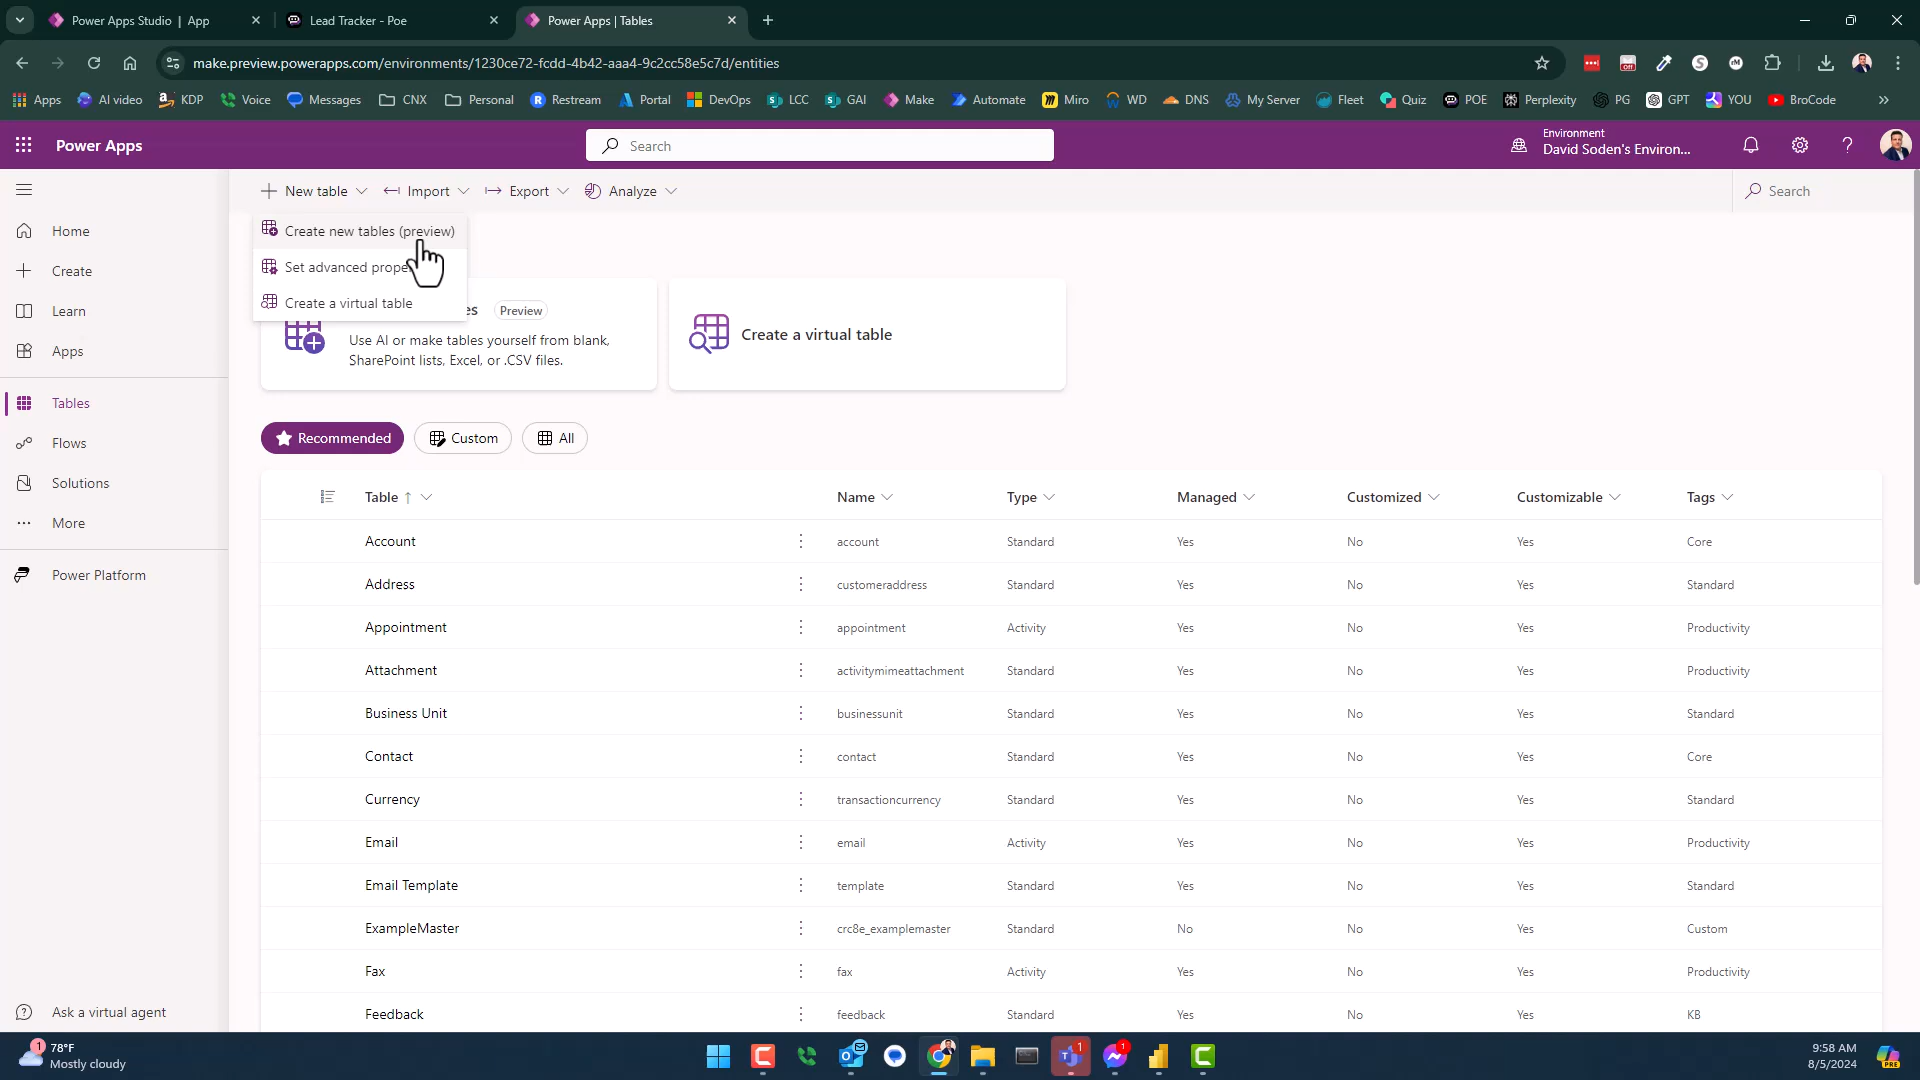 Power Apps Studio | App
Lead Tracker - Poe
Power Apps | Tables
make.preview.powerapps.com/environments/1230ce72-fcdd-4b42-aaa4-9c2cc58e5c7d/entities
Apps
AI video
KDP
Voice
Messages
CNX
Personal
Restream
Portal
DevOps
LCC
GAI
Make
Automate
Miro
WD
DNS
My Server
Fleet
Quiz
POE
Perplexity
PG
GPT
YOU
BroCode
Power Apps
Search
Environment
David Soden's Environ...
New table
Import
Export
Analyze
Search
Create new tables (preview)
Set advanced prope
Create a virtual table
Home
Create
Learn
Apps
Tables
Flows
Solutions
More
Power Platform
Ask a virtual agent
es Preview
Use AI or make tables yourself from blank,
SharePoint lists, Excel, or .CSV files.
Create a virtual table
Recommended Custom All
Table Name Type Managed Customized Customizable Tags
Account account Standard Yes No Yes Core
Address customeraddress Standard Yes No Yes Standard
Appointment appointment Activity Yes No Yes Productivity
Attachment activitymimeattachment Standard Yes No Yes Productivity
Business Unit businessunit Standard Yes No Yes Standard
Contact contact Standard Yes No Yes Core
Currency transactioncurrency Standard Yes No Yes Standard
Email email Activity Yes No Yes Productivity
Email Template template Standard Yes No Yes Standard
ExampleMaster crc8e_examplemaster Standard No No Yes Custom
Fax fax Activity Yes No Yes Productivity
Feedback feedback Standard Yes No Yes KB
1
78°F
Mostly cloudy
1
1
9:58 AM
8/5/2024